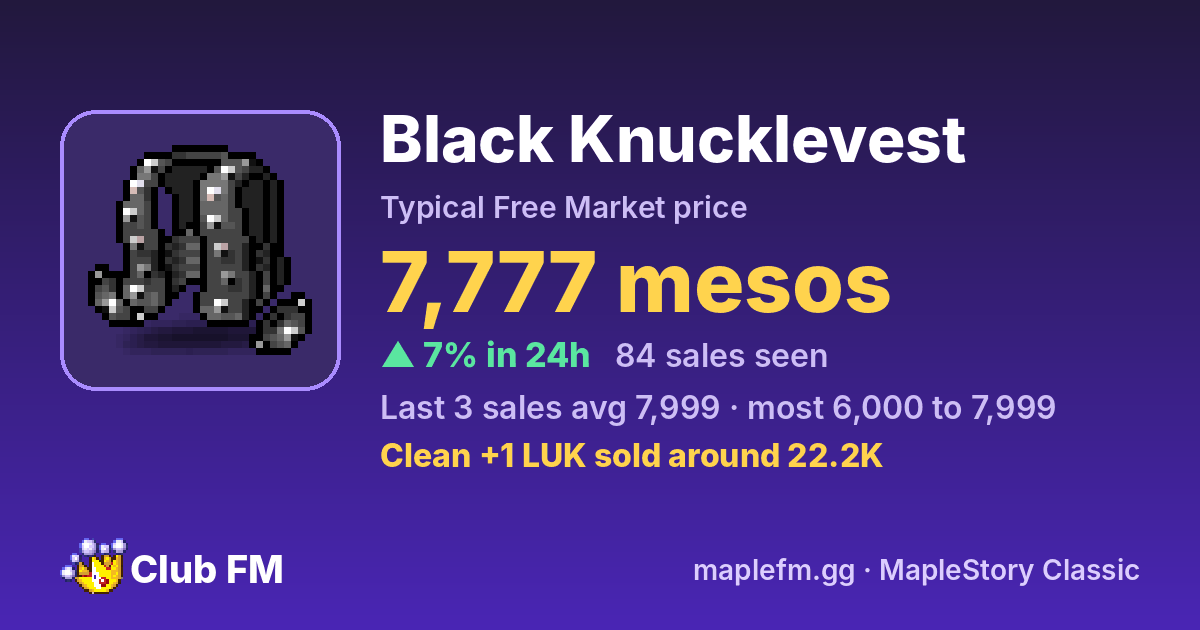 Black Knucklevest
Typical Free Market price
7,777 mesos
▲ 7% in 24h 84 sales seen
Last 3 sales avg 7,999 · most 6,000 to 7,999
Clean +1 LUK sold around 22.2K
Club FM
maplefm.gg · MapleStory Classic